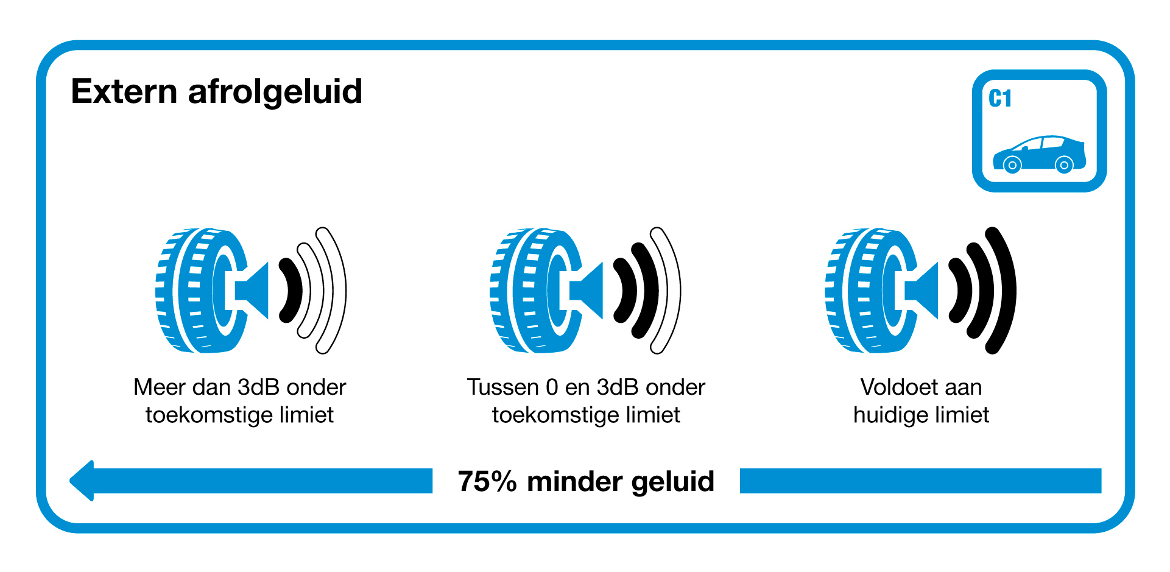 Extern afrolgeluid
C1
Meer dan 3dB onder
toekomstige limiet
Tussen 0 en 3dB onder
toekomstige limiet
Voldoet aan
huidige limiet
75% minder geluid